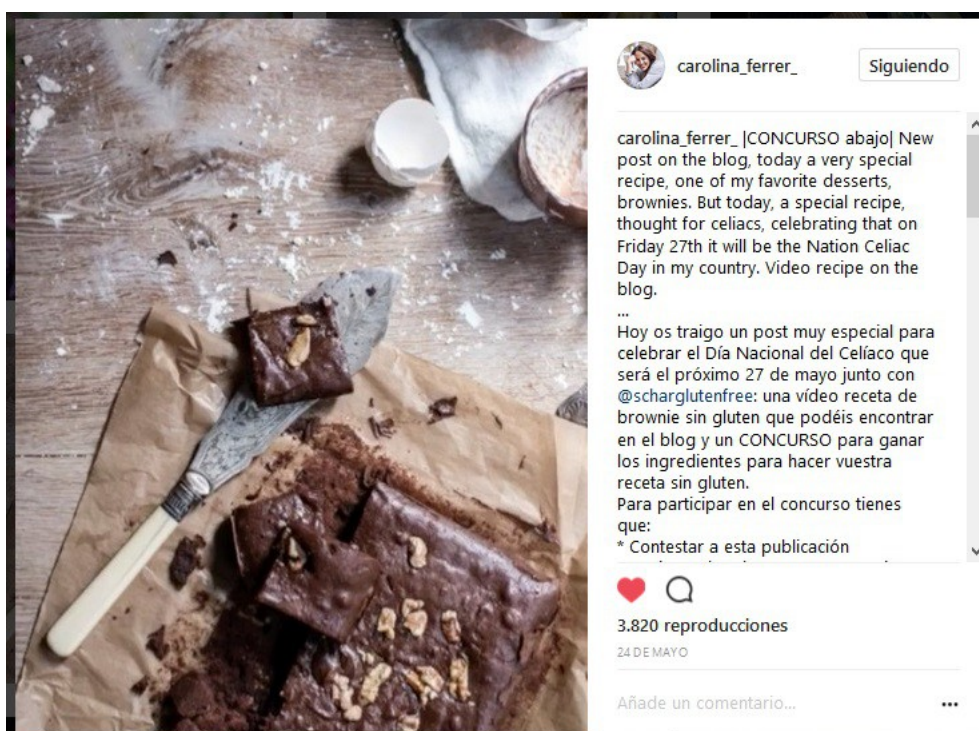 carolina_ferrer_
Siguiendo
carolina_ferrer_ |CONCURSO abajo| New
post on the blog, today a very special
recipe, one of my favorite desserts,
brownies. But today, a special recipe,
thought for celiacs, celebrating that on
Friday 27th it will be the Nation Celiac
Day in my country. Video recipe on the
blog.
...
Hoy os traigo un post muy especial para
celebrar el Día Nacional del Celíaco que
será el próximo 27 de mayo junto con
@scharglutenfree: una vídeo receta de
brownie sin gluten que podéis encontrar
en el blog y un CONCURSO para ganar
los ingredientes para hacer vuestra
receta sin gluten.
Para participar en el concurso tienes
que:
* Contestar a esta publicación
3.820 reproducciones
24 DE MAYO
Añade un comentario...